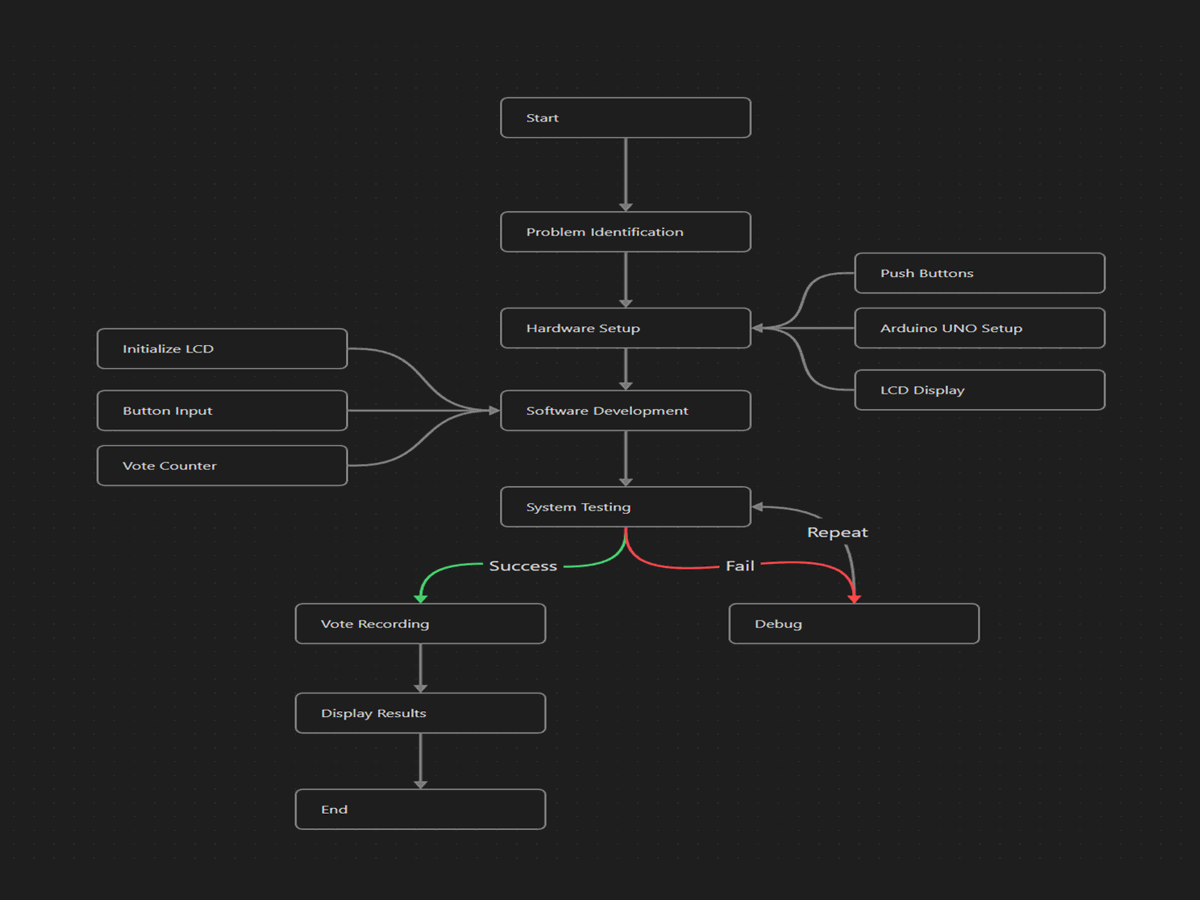 Start
Problem Identification
Push Buttons
Hardware Setup
Arduino UNO Setup
Initialize LCD
LCD Display
Button Input
Software Development
Vote Counter
System Testing
Repeat
Success
Fail
Vote Recording
Debug
Display Results
End